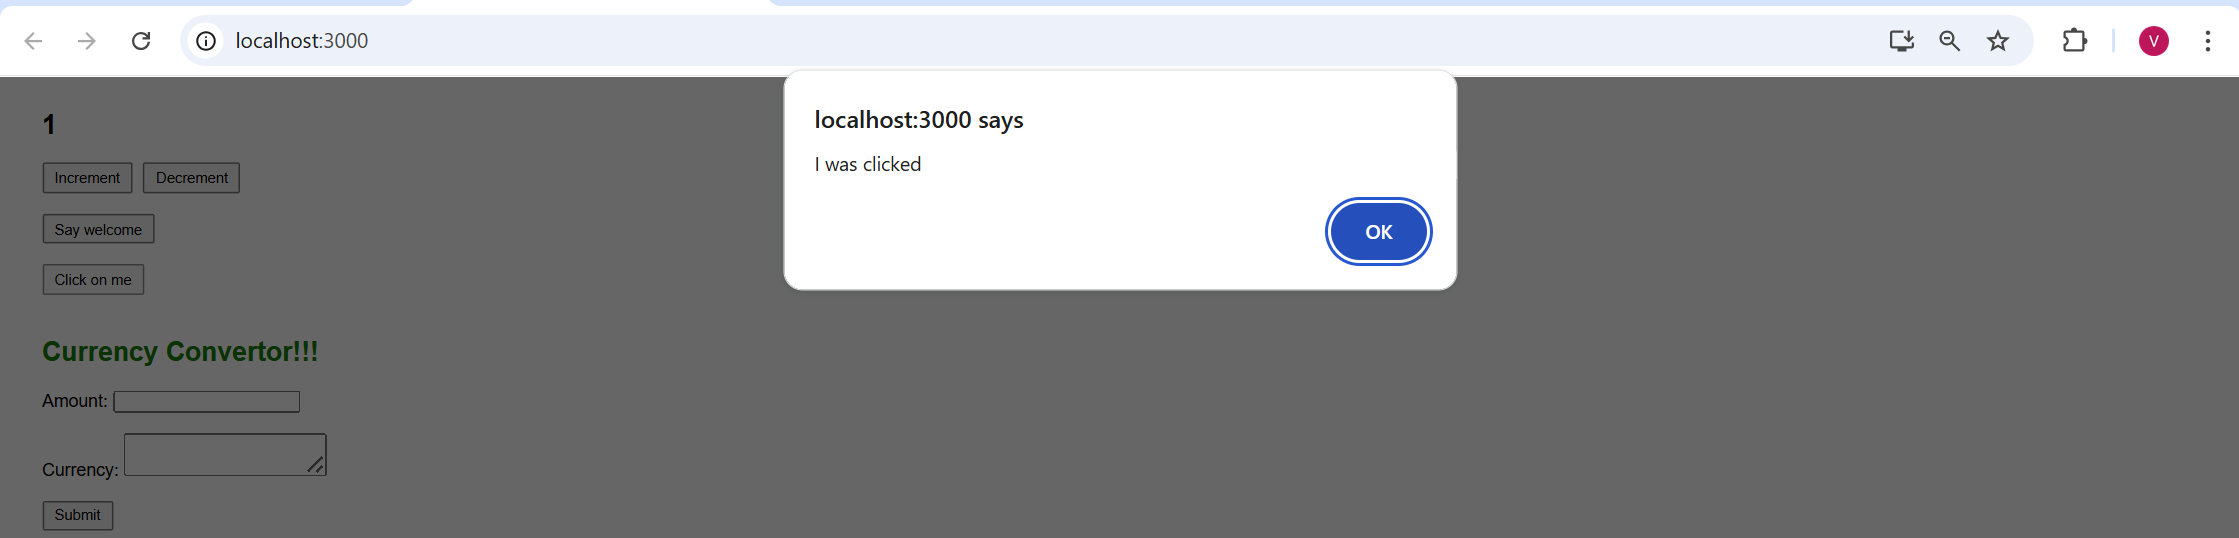 localhost:3000
V
localhost:3000 says
I was clicked
OK
1
Increment Decrement
Say welcome
Click on me
Currency Convertor!!!
Amount:
Currency:
Submit